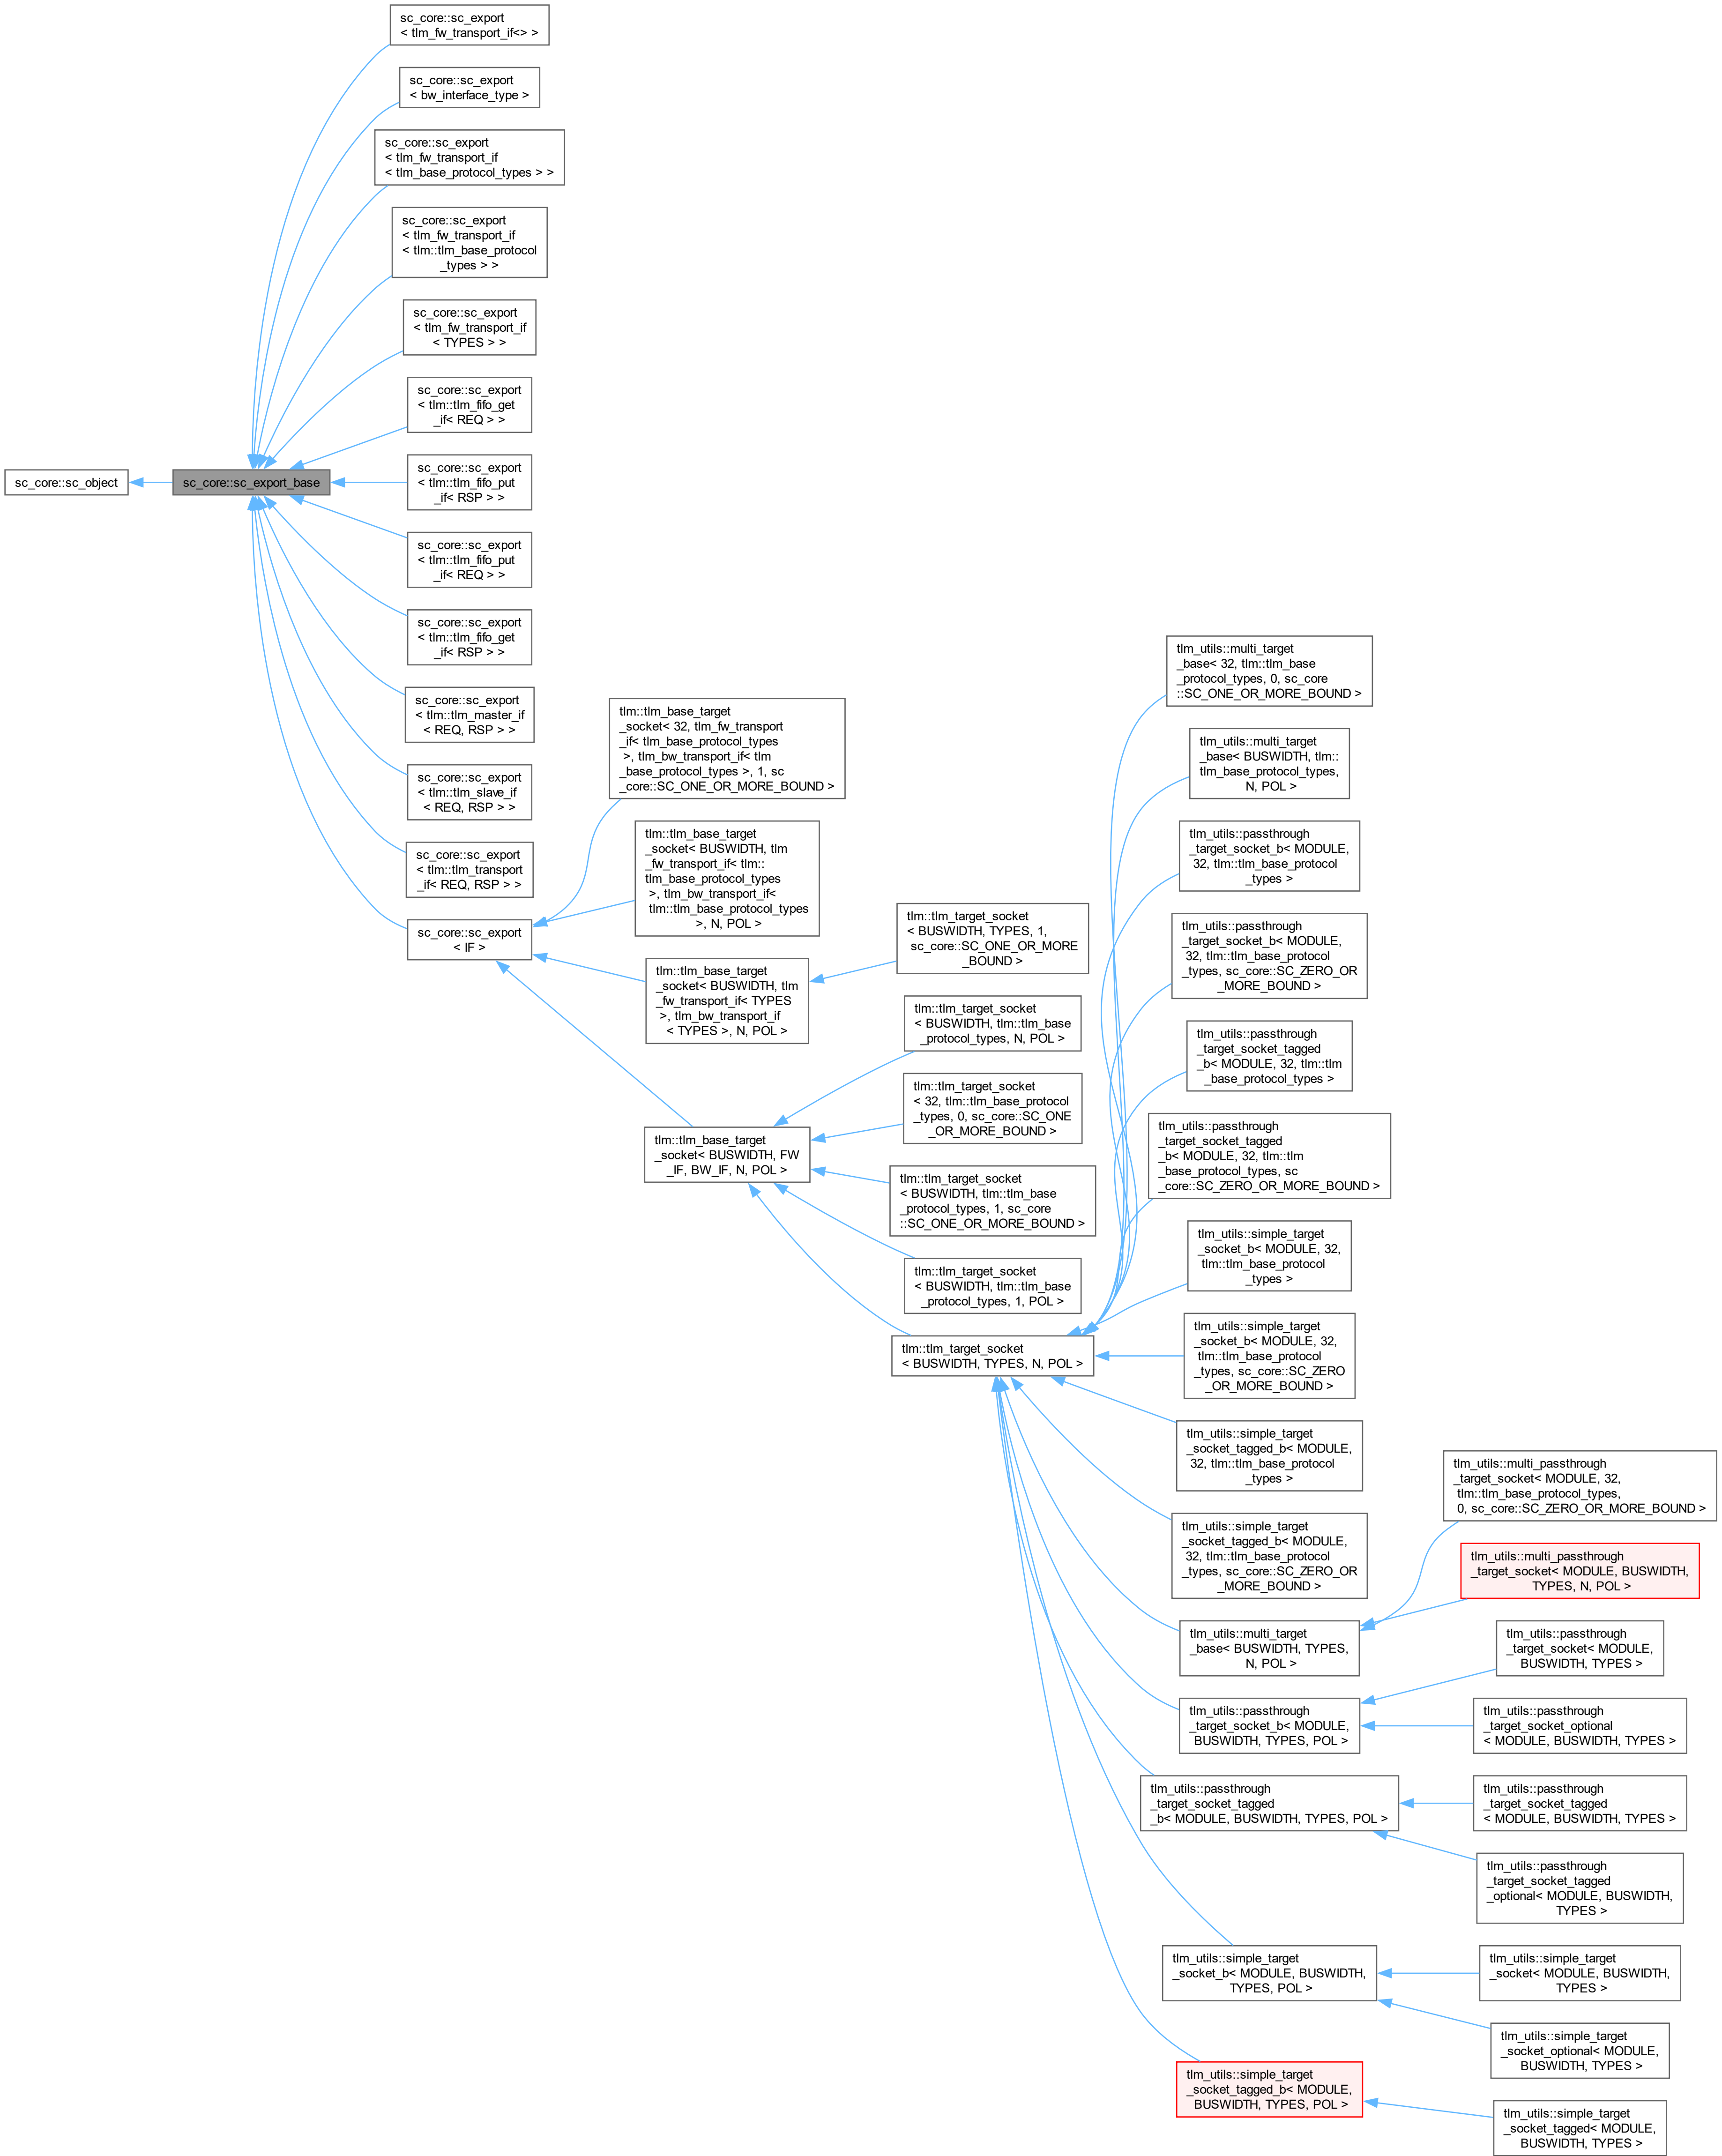 sc_core::sc_object
sc_core::sc_export_base
sc_core::sc_export
< tlm_fw_transport_if<> >
sc_core::sc_export
< bw_interface_type >
sc_core::sc_export
< tlm_fw_transport_if
< tlm_base_protocol_types > >
sc_core::sc_export
< tlm_fw_transport_if
< tlm::tlm_base_protocol
_types > >
sc_core::sc_export
< tlm_fw_transport_if
< TYPES > >
sc_core::sc_export
< tlm::tlm_fifo_get
_if< REQ > >
sc_core::sc_export
< tlm::tlm_fifo_put
_if< RSP > >
sc_core::sc_export
< tlm::tlm_fifo_put
_if< REQ > >
sc_core::sc_export
< tlm::tlm_fifo_get
_if< RSP > >
sc_core::sc_export
< tlm::tlm_master_if
< REQ, RSP > >
sc_core::sc_export
< tlm::tlm_slave_if
< REQ, RSP > >
sc_core::sc_export
< tlm::tlm_transport
_if< REQ, RSP > >
sc_core::sc_export
< IF >
tlm::tlm_base_target
_socket< 32, tlm_fw_transport
_if< tlm_base_protocol_types
>, tlm_bw_transport_if< tlm
_base_protocol_types >, 1, sc
_core::SC_ONE_OR_MORE_BOUND >
tlm::tlm_base_target
_socket< BUSWIDTH, tlm
_fw_transport_if< tlm::
tlm_base_protocol_types
>, tlm_bw_transport_if<
tlm::tlm_base_protocol_types
>, N, POL >
tlm::tlm_base_target
_socket< BUSWIDTH, tlm
_fw_transport_if< TYPES
>, tlm_bw_transport_if
< TYPES >, N, POL >
tlm::tlm_base_target
_socket< BUSWIDTH, FW
_IF, BW_IF, N, POL >
tlm::tlm_target_socket
< BUSWIDTH, TYPES, 1,
sc_core::SC_ONE_OR_MORE
_BOUND >
tlm::tlm_target_socket
< BUSWIDTH, tlm::tlm_base
_protocol_types, N, POL >
tlm::tlm_target_socket
< 32, tlm::tlm_base_protocol
_types, 0, sc_core::SC_ONE
_OR_MORE_BOUND >
tlm::tlm_target_socket
< BUSWIDTH, tlm::tlm_base
_protocol_types, 1, sc_core
::SC_ONE_OR_MORE_BOUND >
tlm::tlm_target_socket
< BUSWIDTH, tlm::tlm_base
_protocol_types, 1, POL >
tlm::tlm_target_socket
< BUSWIDTH, TYPES, N, POL >
tlm_utils::multi_target
_base< 32, tlm::tlm_base
_protocol_types, 0, sc_core
::SC_ONE_OR_MORE_BOUND >
tlm_utils::multi_target
_base< BUSWIDTH, tlm::
tlm_base_protocol_types,
N, POL >
tlm_utils::passthrough
_target_socket_b< MODULE,
32, tlm::tlm_base_protocol
_types >
tlm_utils::passthrough
_target_socket_b< MODULE,
32, tlm::tlm_base_protocol
_types, sc_core::SC_ZERO_OR
_MORE_BOUND >
tlm_utils::passthrough
_target_socket_tagged
_b< MODULE, 32, tlm::tlm
_base_protocol_types >
tlm_utils::passthrough
_target_socket_tagged
_b< MODULE, 32, tlm::tlm
_base_protocol_types, sc
_core::SC_ZERO_OR_MORE_BOUND >
tlm_utils::simple_target
_socket_b< MODULE, 32,
tlm::tlm_base_protocol
_types >
tlm_utils::simple_target
_socket_b< MODULE, 32,
tlm::tlm_base_protocol
_types, sc_core::SC_ZERO
_OR_MORE_BOUND >
tlm_utils::simple_target
_socket_tagged_b< MODULE,
32, tlm::tlm_base_protocol
_types >
tlm_utils::simple_target
_socket_tagged_b< MODULE,
32, tlm::tlm_base_protocol
_types, sc_core::SC_ZERO_OR
_MORE_BOUND >
tlm_utils::multi_target
_base< BUSWIDTH, TYPES,
N, POL >
tlm_utils::passthrough
_target_socket_b< MODULE,
BUSWIDTH, TYPES, POL >
tlm_utils::passthrough
_target_socket_tagged
_b< MODULE, BUSWIDTH, TYPES, POL >
tlm_utils::simple_target
_socket_b< MODULE, BUSWIDTH,
TYPES, POL >
tlm_utils::simple_target
_socket_tagged_b< MODULE,
BUSWIDTH, TYPES, POL >
tlm_utils::multi_passthrough
_target_socket< MODULE, 32,
tlm::tlm_base_protocol_types,
0, sc_core::SC_ZERO_OR_MORE_BOUND >
tlm_utils::multi_passthrough
_target_socket< MODULE, BUSWIDTH,
TYPES, N, POL >
tlm_utils::passthrough
_target_socket< MODULE,
BUSWIDTH, TYPES >
tlm_utils::passthrough
_target_socket_optional
< MODULE, BUSWIDTH, TYPES >
tlm_utils::passthrough
_target_socket_tagged
< MODULE, BUSWIDTH, TYPES >
tlm_utils::passthrough
_target_socket_tagged
_optional< MODULE, BUSWIDTH,
TYPES >
tlm_utils::simple_target
_socket< MODULE, BUSWIDTH,
TYPES >
tlm_utils::simple_target
_socket_optional< MODULE,
BUSWIDTH, TYPES >
tlm_utils::simple_target
_socket_tagged< MODULE,
BUSWIDTH, TYPES >